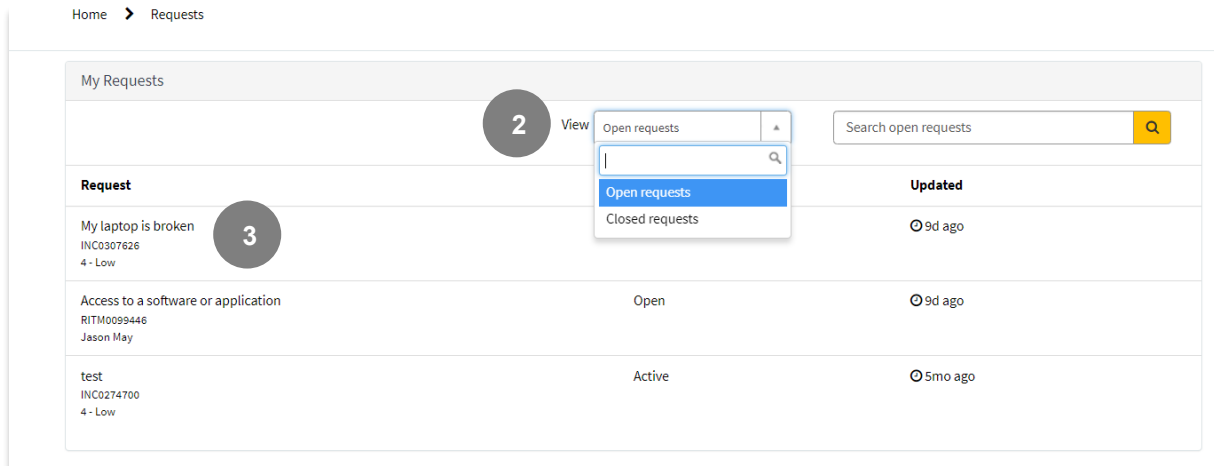 Home Requests
My Requests
2 View Open requests Search open requests
Open requests
Closed requests
Request Updated
My laptop is broken 9d ago
3
INC0307626
4 - Low
Access to a software or application Open 9d ago
RITM0099446
Jason May
test Active 5mo ago
INC0274700
4 - Low